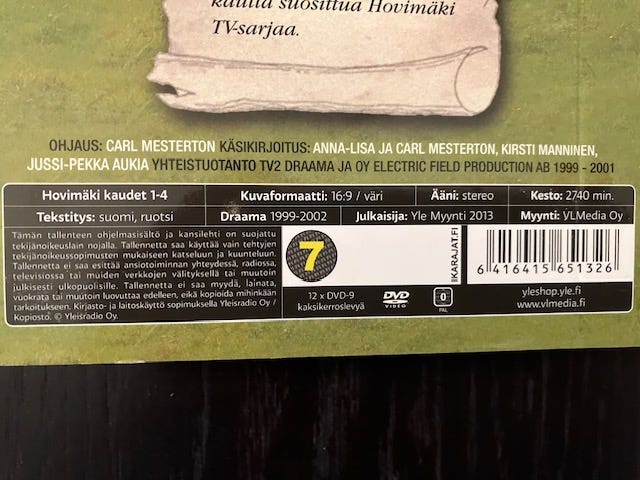 kautta suosittua Hovimäki
TV-sarjaa.
OHJAUS: CARL MESTERTON KÄSIKIRJOITUS: ANNA-LISA JA CARL MESTERTON, KIRSTI MANNINEN,
JUSSI-PEKKA AUKIA YHTEISTUOTANTO TV2 DRAAMA JA OY ELECTRIC FIELD PRODUCTION AB 1999 - 2001
Hovimäki kaudet 1-4 Kuvaformaatti: 16:9 / väri Ääni: stereo Kesto: 2740 min.
Tekstitys: suomi, ruotsi Draama 1999-2002 Julkaisija: Yle Myynti 2013 Myynti: VLMedia Oy
Tämän tallenteen ohjelmasisältö ja kansilehti on suojattu
tekijänoikeuslain nojalla. Tallennetta saa käyttää vain tehtyjen
tekijänoikeussopimusten mukaiseen katseluun ja kuunteluun.
Tallennetta ei saa esittää ansiotoiminnan yhteydessä, radiossa,
televisiossa tai muiden verkkojen välityksellä tai muutoin
julkisesti ulkopuolisille. Tallennetta ei saa myydä, lainata,
vuokrata tai muutoin luovuttaa edelleen, eikä kopioida mihinkään
tarkoitukseen. Kirjasto- ja laitoskäyttö sopimuksella Yleisradio Oy /
Kopiosto. © Yleisradio Oy
7
12 x DVD-9
kaksikerroslevyä
DVD
VIDEO
0
PAL
IKARAJAT.FI
6 416415 651326
yleshop.yle.fi
www.vlmedia.fi